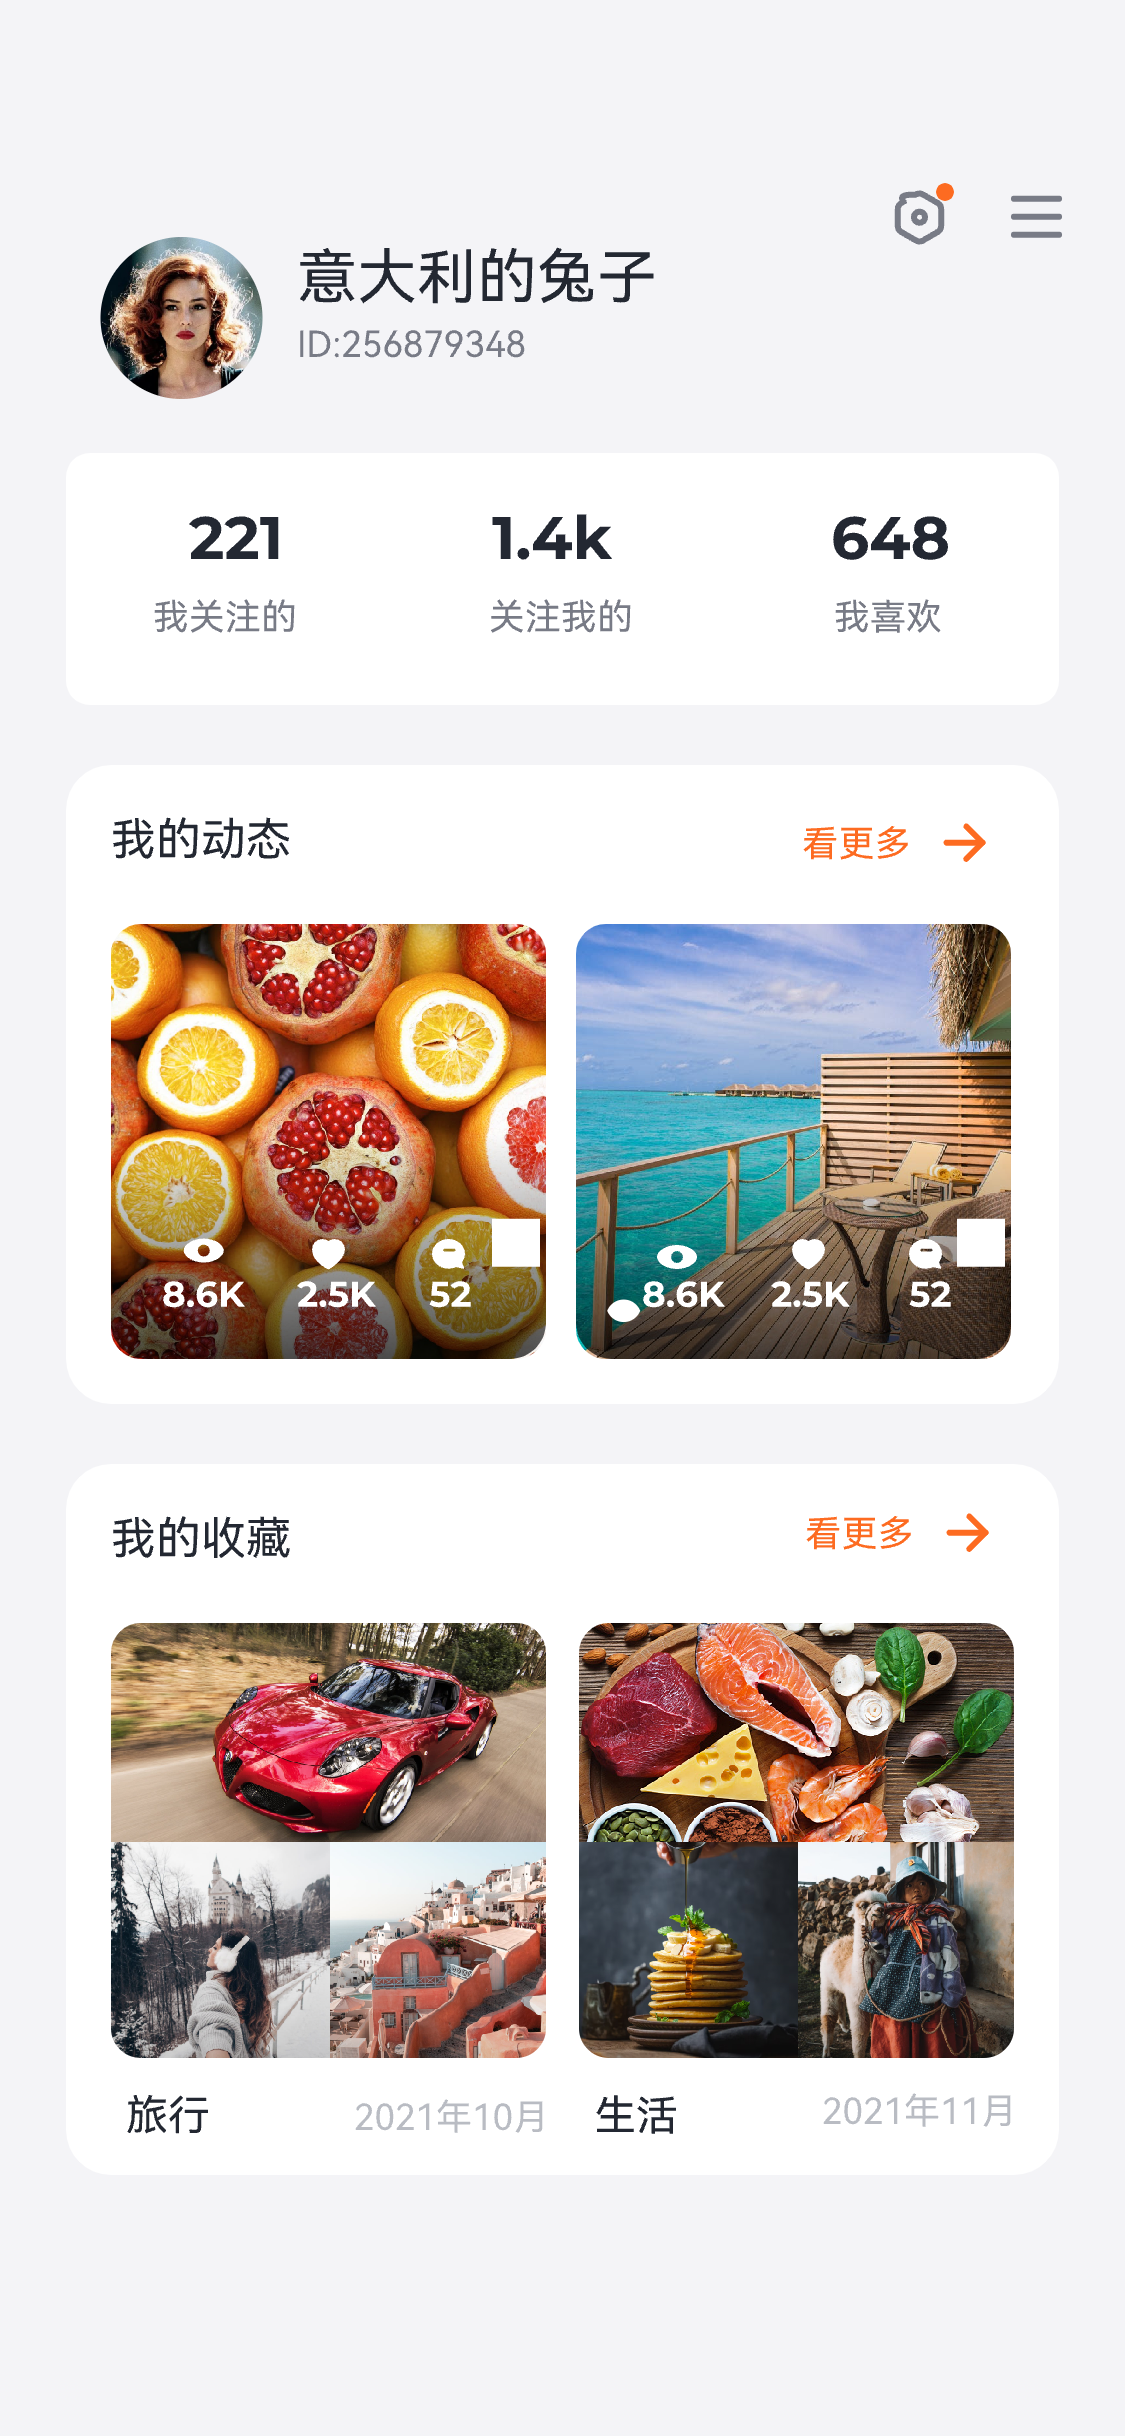 意大利的兔子
ID:256879348
221
1.4k
648
我关注的
关注我的
我喜欢
我的动态
看更多
8.6K
2.5K
52
8.6K
2.5K
52
我的收藏
看更多
旅行
2021年10月
生活
2021年11月